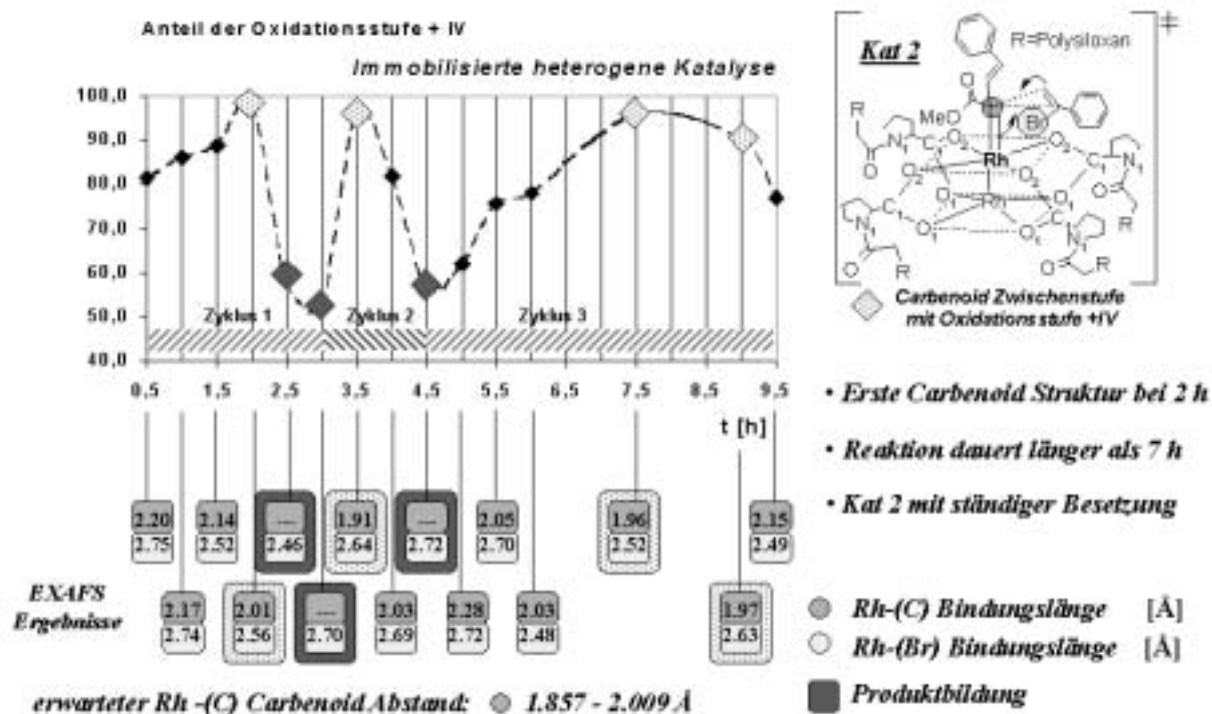 Anteil der Oxidationsstufe + IV
Immobilisierte heterogene Katalyse
100,0
90,0
80,0
70,0
60,0
50,0
40,0
Zyklus 1
Zyklus 2
Zyklus 3
0,5 1,5 2,5 3,5 4,5 5,5 6,5 7,5 8,5 9,5
t [h]
Kat 2
R=Polysiloxan
‡
MeO
Br
Rh
Rh
Carbenoid Zwischenstufe
mit Oxidationsstufe +IV
• Erste Carbenoid Struktur bei 2 h
• Reaktion dauert länger als 7 h
• Kat 2 mit ständiger Besetzung
2.20 2.14 --- 1.91 --- 2.05 1.96 2.15
2.75 2.52 2.46 2.64 2.72 2.70 2.52 2.49
EXAFS
Ergebnisse
2.17 2.01 --- 2.03 2.28 2.03 1.97
2.74 2.56 2.70 2.69 2.72 2.48 2.63
Rh-(C) Bindungslänge [Å]
Rh-(Br) Bindungslänge [Å]
Produktbildung
erwarteter Rh -(C) Carbenoid Abstand: 1.857 - 2.009 Å